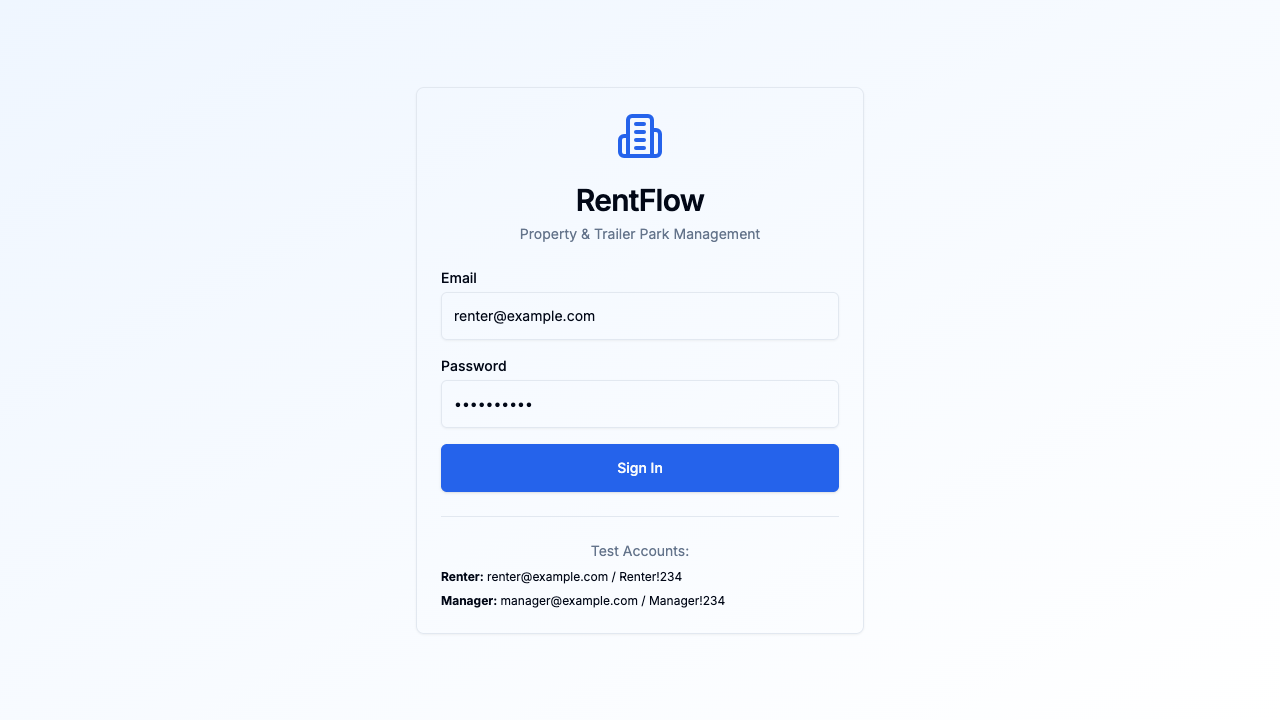 RentFlow
Property & Trailer Park Management
Email
renter@example.com
Password
••••••••••
Sign In
Test Accounts:
Renter: renter@example.com / Renter!234
Manager: manager@example.com / Manager!234